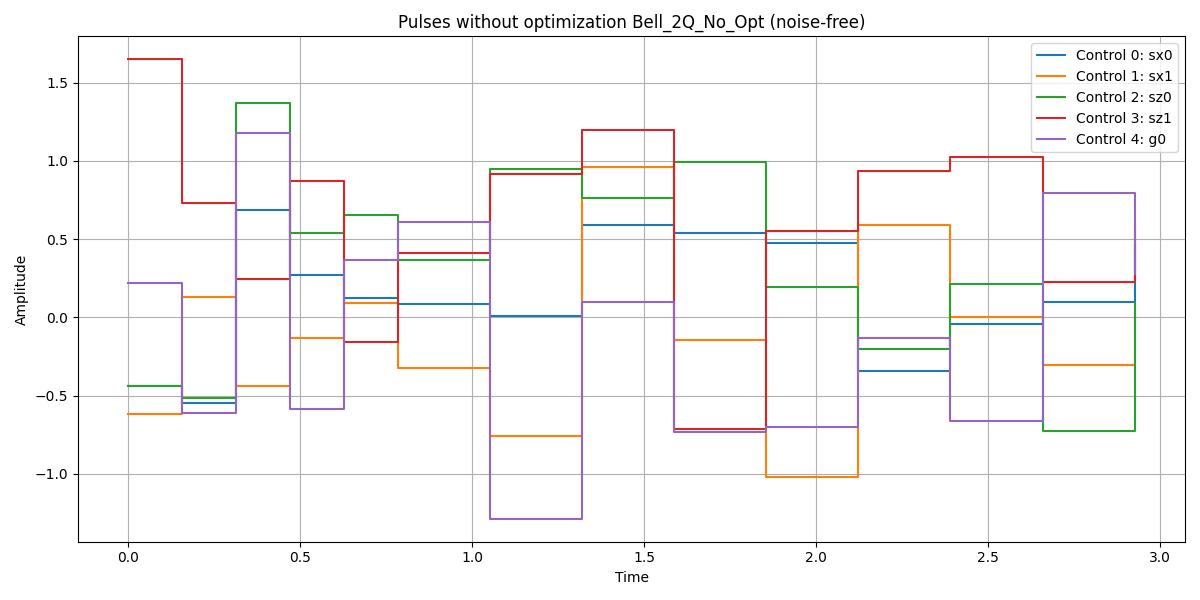 Pulses without optimization Bell_2Q_No_Opt (noise-free)
Control 0: sx0
Control 1: sx1
Control 2: sz0
Control 3: sz1
Control 4: g0
Amplitude
1.5
1.0
0.5
0.0
−0.5
−1.0
0.0 0.5 1.0 1.5 2.0 2.5 3.0
Time